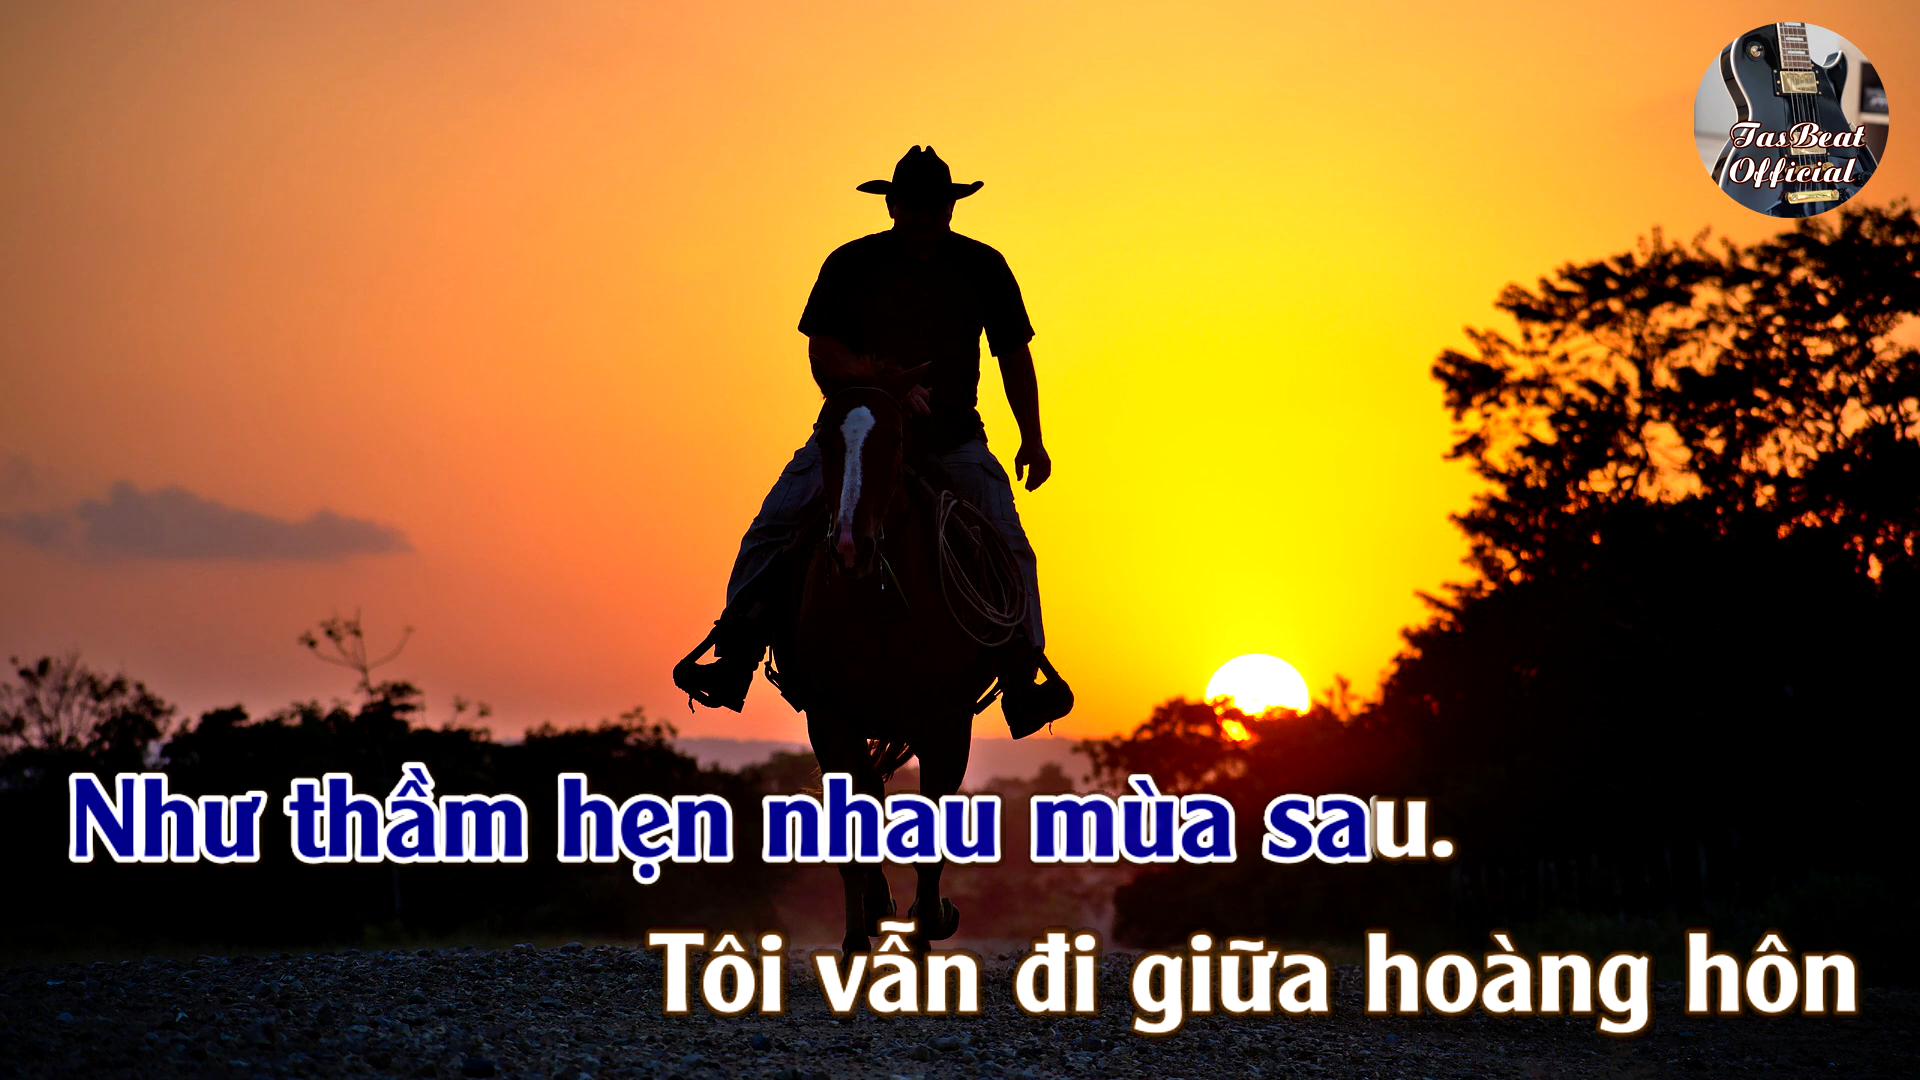 TasBeat
Official
Như thầm hẹn nhau mùa sau.
Tôi vẫn đi giữa hoàng hôn